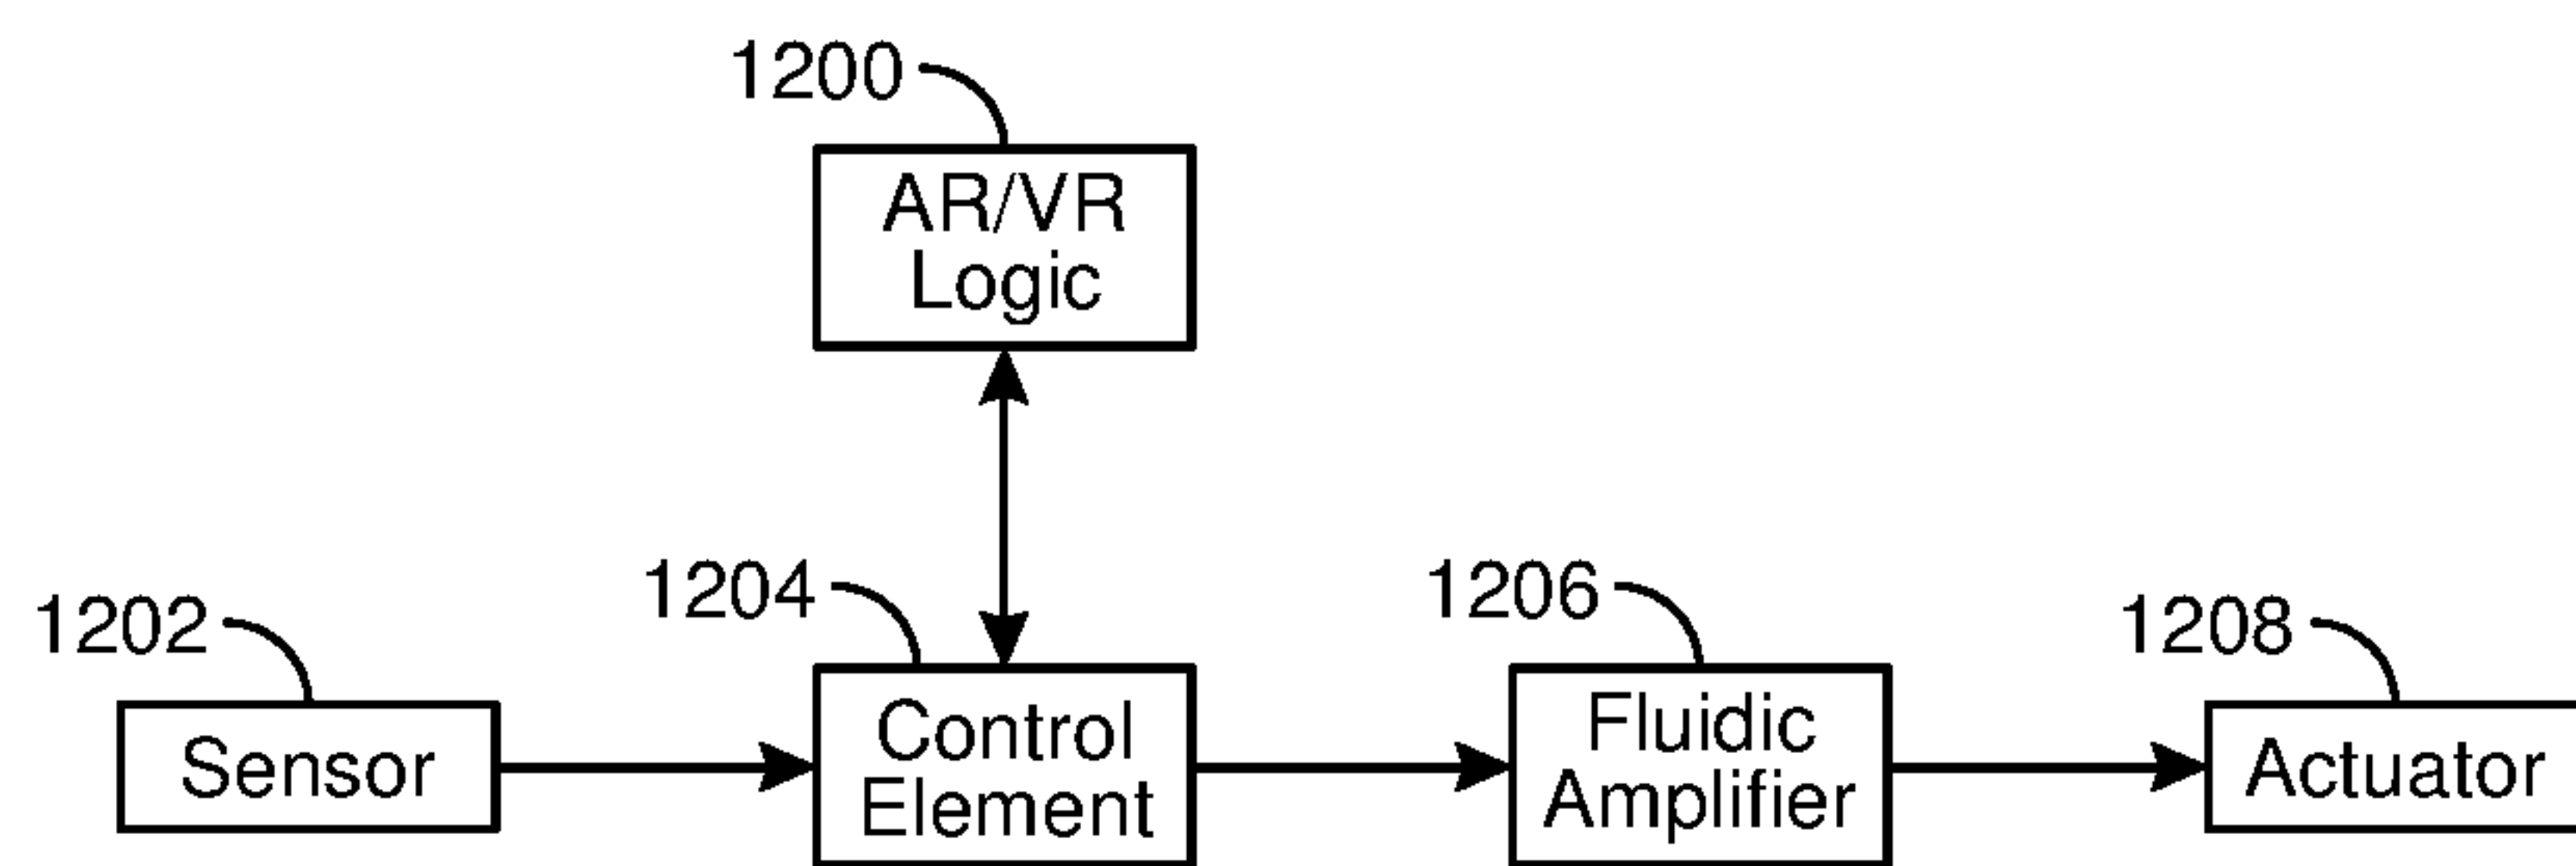 1200
AR/VR
Logic
1202
1204
1206
1208
Sensor
Control
Element
Fluidic
Amplifier
Actuator